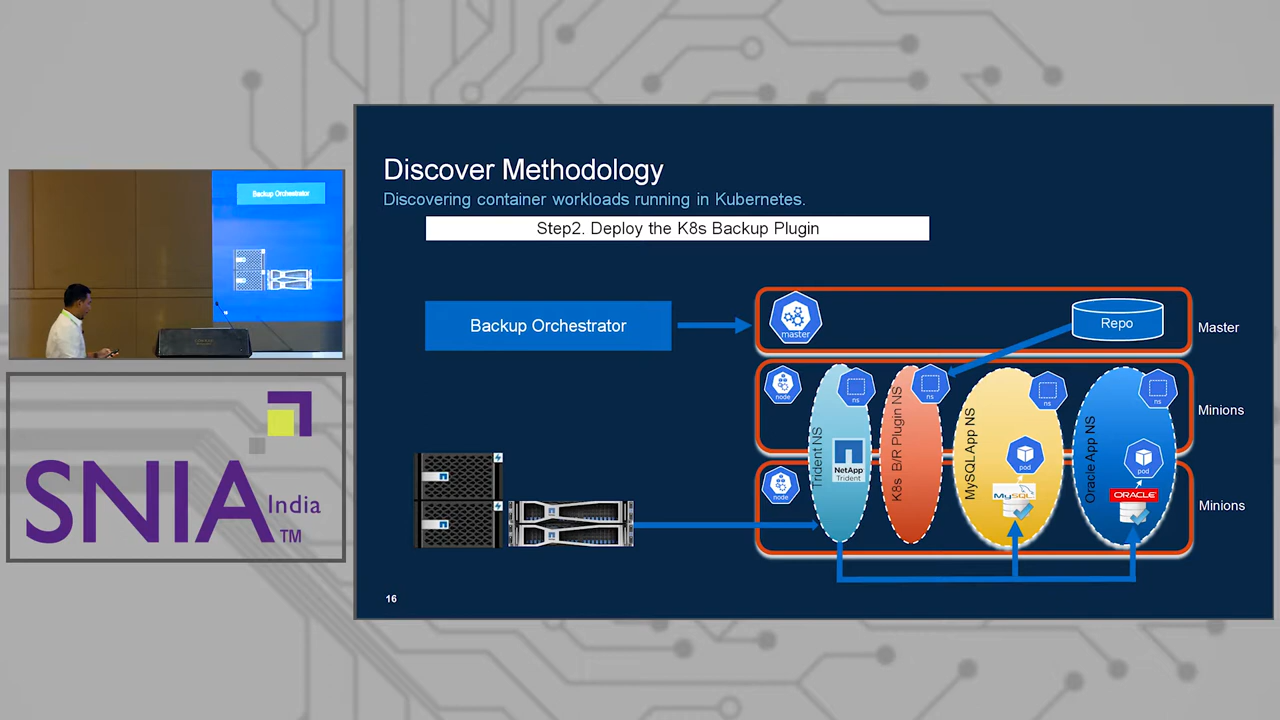 Discover Methodology
Discovering container workloads running in Kubernetes.
Step2. Deploy the K8s Backup Plugin
Backup Orchestrator
Backup Orchestrator
master
Repo
Master
node
ns
ns
ns
ns
Minions
Trident NS
K8s B/R Plugin NS
MySQL App NS
Oracle App NS
NetApp
Trident
pod
pod
MySQL
ORACLE
node
Minions
SNIA India
TM
16